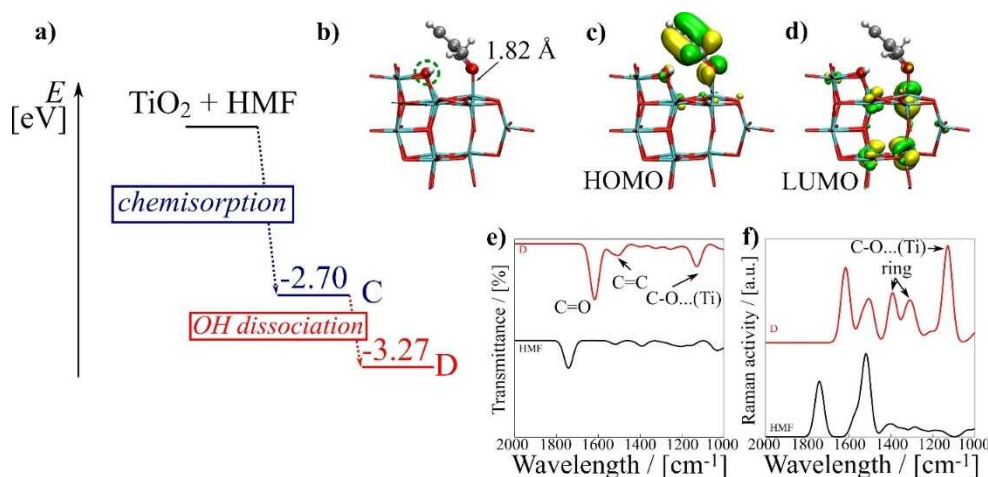 a)
E
[eV]
TiO₂ + HMF
chemisorption
-2.70 C
OH dissociation
-3.27 D
b)
1.82 Å
c)
HOMO
d)
LUMO
e)
D
C=O
C=C
C-O...(Ti)
HMF
Transmittance / [%]
2000 1800 1600 1400 1200 1000
Wavelength / [cm⁻¹]
f)
C-O...(Ti)
ring
D
HMF
Raman activity / [a.u.]
2000 1800 1600 1400 1200 1000
Wavelength / [cm⁻¹]